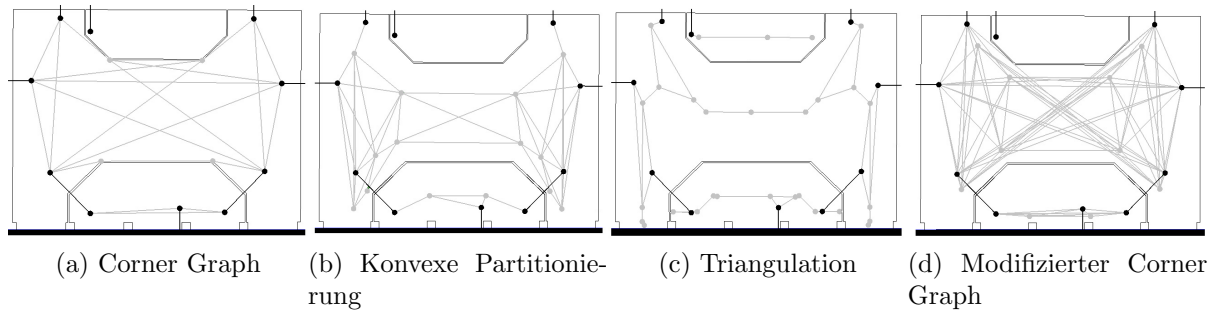 (a) Corner Graph
(b) Konvexe Partitionie-
rung
(c) Triangulation
(d) Modifizierter Corner
Graph